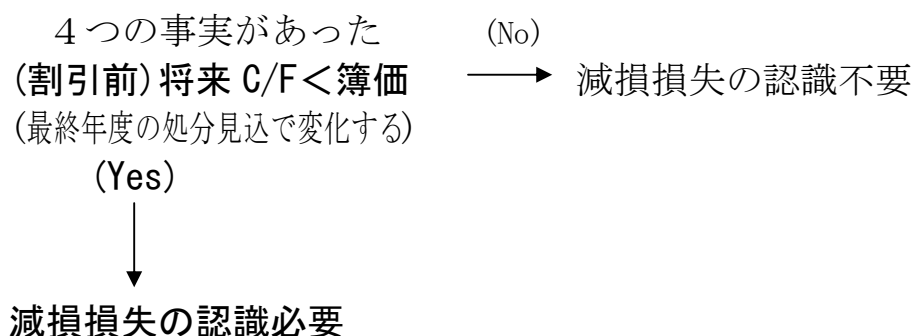 ４つの事実があった
(No)
(割引前)将来 C/F＜簿価
減損損失の認識不要
(最終年度の処分見込で変化する)
(Yes)
減損損失の認識必要